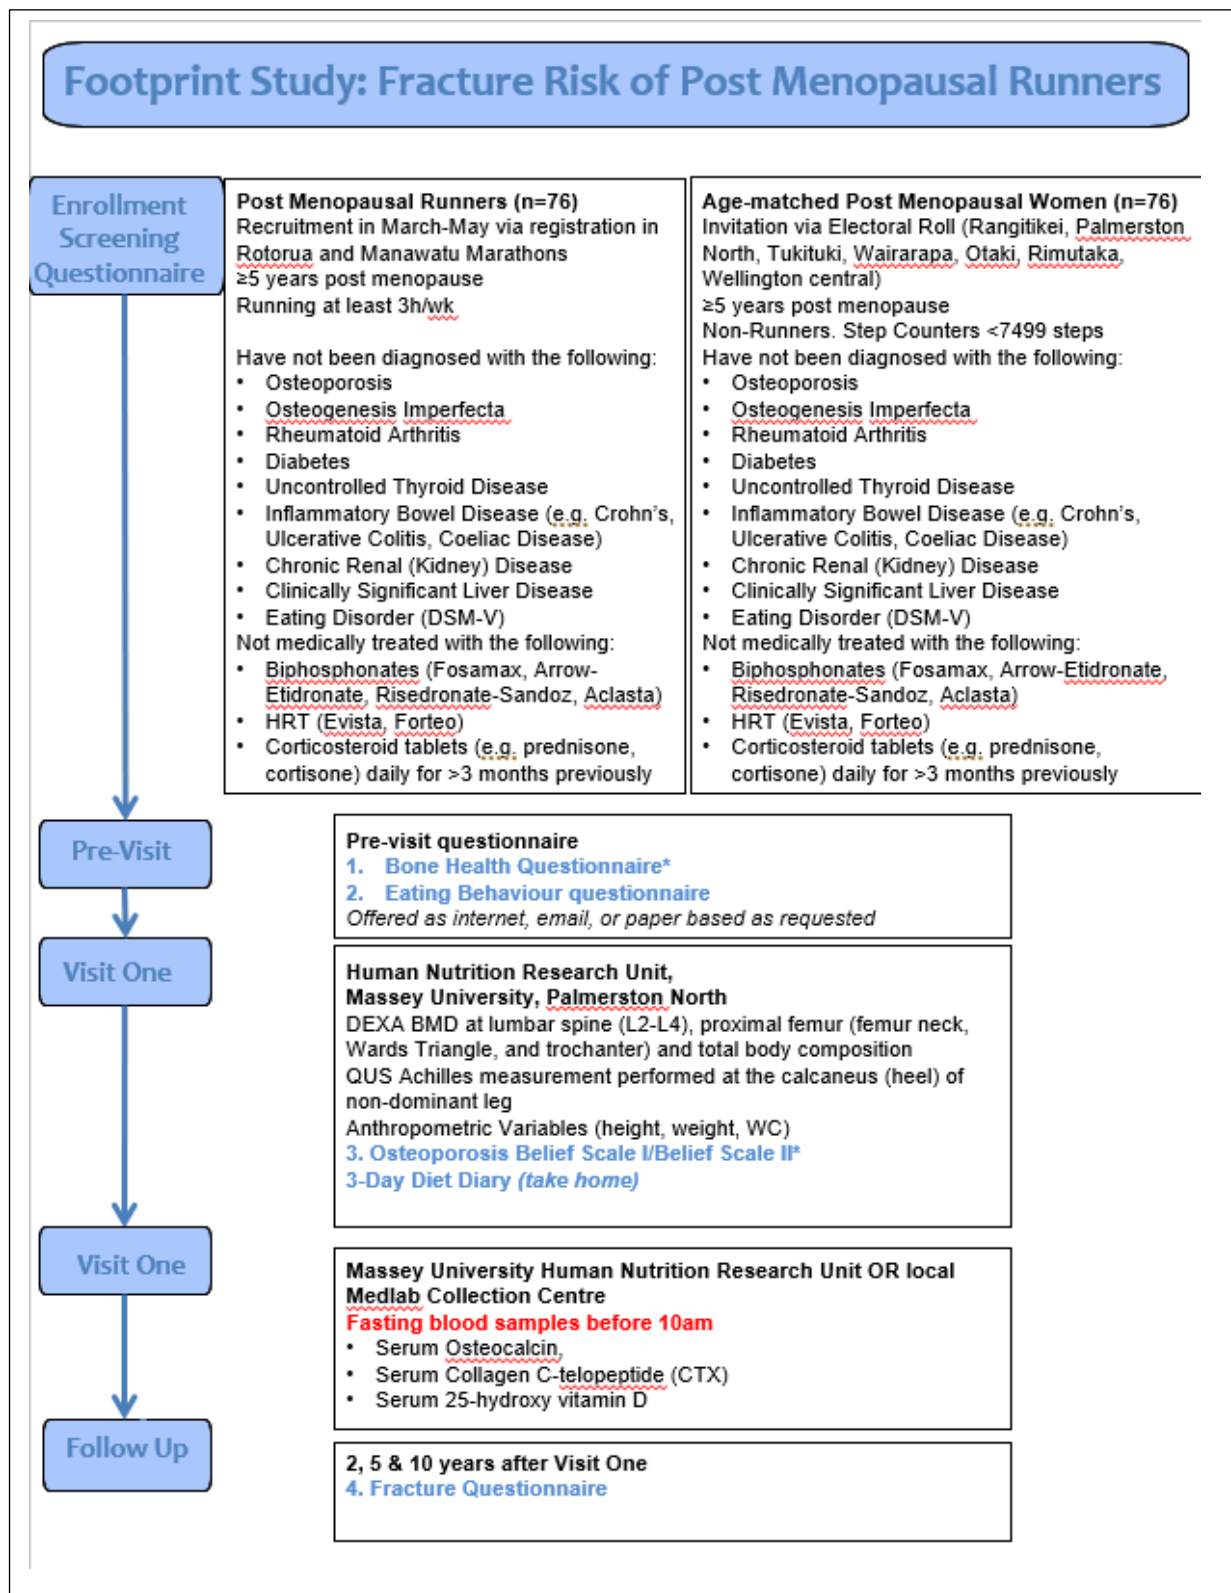 Footprint Study: Fracture Risk of Post Menopausal Runners
Enrollment
Screening
Questionnaire
Post Menopausal Runners (n=76)
Recruitment in March-May via registration in
Rotorua and Manawatu Marathons
≥5 years post menopause
Running at least 3h/wk
Have not been diagnosed with the following:
• Osteoporosis
• Osteogenesis Imperfecta
• Rheumatoid Arthritis
• Diabetes
• Uncontrolled Thyroid Disease
• Inflammatory Bowel Disease (e.g. Crohn's,
Ulcerative Colitis, Coeliac Disease)
• Chronic Renal (Kidney) Disease
• Clinically Significant Liver Disease
• Eating Disorder (DSM-V)
Not medically treated with the following:
• Biphosphonates (Fosamax, Arrow-
Etidronate, Risedronate-Sandoz, Aclasta)
• HRT (Evista, Forteo)
• Corticosteroid tablets (e.g. prednisone,
cortisone) daily for >3 months previously
Age-matched Post Menopausal Women (n=76)
Invitation via Electoral Roll (Rangitikei, Palmerston
North, Tukituki, Wairarapa, Otaki, Rimutaka,
Wellington central)
≥5 years post menopause
Non-Runners. Step Counters <7499 steps
Have not been diagnosed with the following:
• Osteoporosis
• Osteogenesis Imperfecta
• Rheumatoid Arthritis
• Diabetes
• Uncontrolled Thyroid Disease
• Inflammatory Bowel Disease (e.g. Crohn's,
Ulcerative Colitis, Coeliac Disease)
• Chronic Renal (Kidney) Disease
• Clinically Significant Liver Disease
• Eating Disorder (DSM-V)
Not medically treated with the following:
• Biphosphonates (Fosamax, Arrow-Etidronate,
Risedronate-Sandoz, Aclasta)
• HRT (Evista, Forteo)
• Corticosteroid tablets (e.g. prednisone,
cortisone) daily for >3 months previously
Pre-Visit
Pre-visit questionnaire
1. Bone Health Questionnaire*
2. Eating Behaviour questionnaire
Offered as internet, email, or paper based as requested
Visit One
Human Nutrition Research Unit,
Massey University, Palmerston North
DEXA BMD at lumbar spine (L2-L4), proximal femur (femur neck,
Wards Triangle, and trochanter) and total body composition
QUS Achilles measurement performed at the calcaneus (heel) of
non-dominant leg
Anthropometric Variables (height, weight, WC)
3. Osteoporosis Belief Scale I/Belief Scale II*
3-Day Diet Diary (take home)
Visit One
Massey University Human Nutrition Research Unit OR local
Medlab Collection Centre
Fasting blood samples before 10am
• Serum Osteocalcin,
• Serum Collagen C-telopeptide (CTX)
• Serum 25-hydroxy vitamin D
Follow Up
2, 5 & 10 years after Visit One
4. Fracture Questionnaire